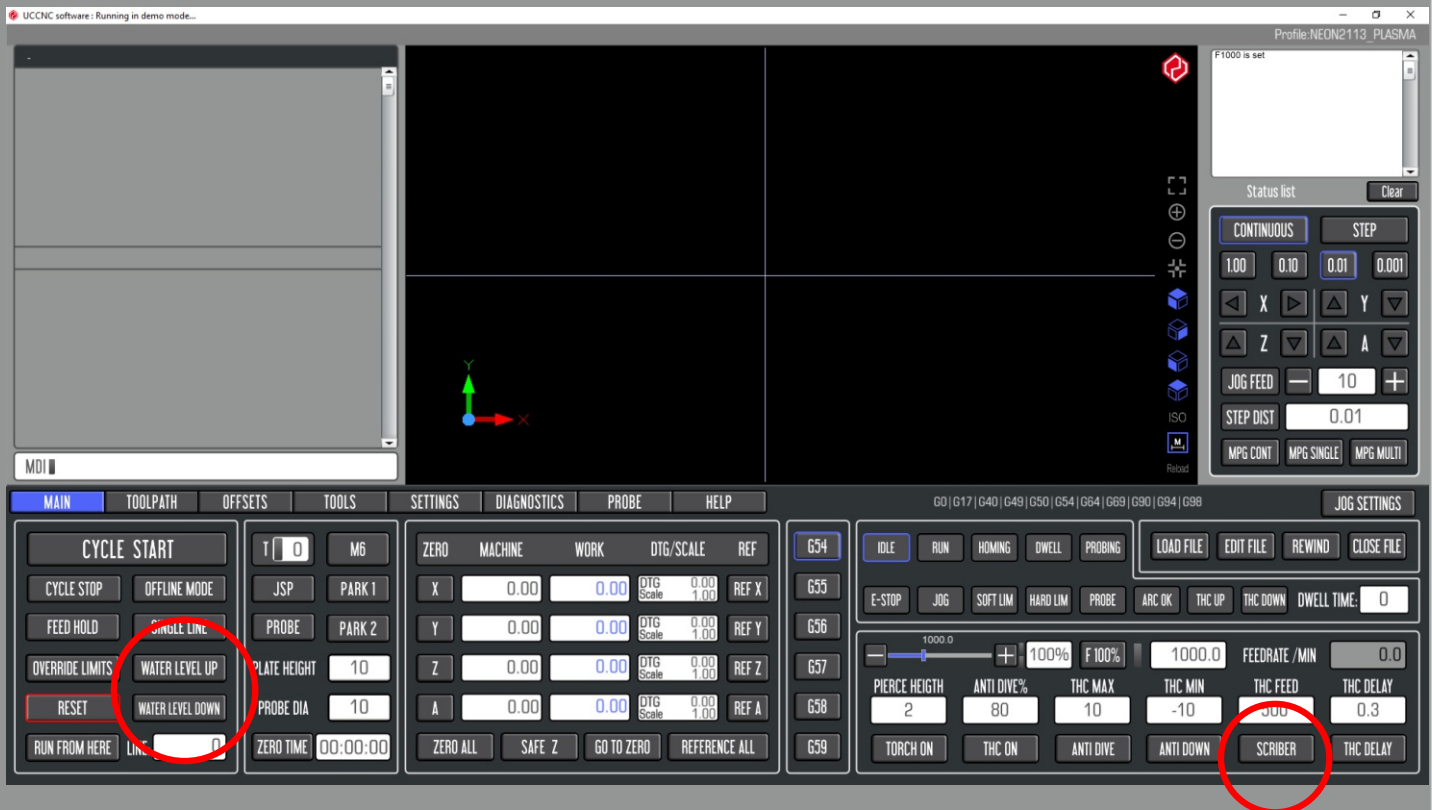 UCCNC software : Running in demo mode...
Profile:NEON2113_PLASMA
-
F1000 is set
Status list Clear
CONTINUOUS STEP
1.00 0.10 0.01 0.001
X Y
Z A
JOG FEED 10
STEP DIST 0.01
MPG CONT MPG SINGLE MPG MULTI
Y
X
ISO
M
Reload
MDI
MAIN TOOLPATH OFFSETS TOOLS SETTINGS DIAGNOSTICS PROBE HELP
G0|G17|G40|G49|G50|G54|G64|G69|G90|G94|G98
JOG SETTINGS
CYCLE START
CYCLE STOP OFFLINE MODE
FEED HOLD SINGLE LINE
OVERRIDE LIMITS WATER LEVEL UP
RESET WATER LEVEL DOWN
RUN FROM HERE LINE 0
T 0 M6
JSP PARK 1
PROBE PARK 2
PLATE HEIGHT 10
PROBE DIA 10
ZERO TIME 00:00:00
ZERO MACHINE WORK DTG/SCALE REF
X 0.00 0.00 DTG 0.00 Scale 1.00 REF X
Y 0.00 0.00 DTG 0.00 Scale 1.00 REF Y
Z 0.00 0.00 DTG 0.00 Scale 1.00 REF Z
A 0.00 0.00 DTG 0.00 Scale 1.00 REF A
ZERO ALL SAFE Z GO TO ZERO REFERENCE ALL
G54
G55
G56
G57
G58
G59
IDLE RUN HOMING DWELL PROBING
LOAD FILE EDIT FILE REWIND CLOSE FILE
E-STOP JOG SOFT LIM HARD LIM PROBE ARC OK THC UP THC DOWN DWELL TIME: 0
1000.0
100% F 100% 1000.0 FEEDRATE /MIN 0.0
PIERCE HEIGTH ANTI DIVE% THC MAX THC MIN THC FEED THC DELAY
2 80 10 -10 500 0.3
TORCH ON THC ON ANTI DIVE ANTI DOWN SCRIBER THC DELAY